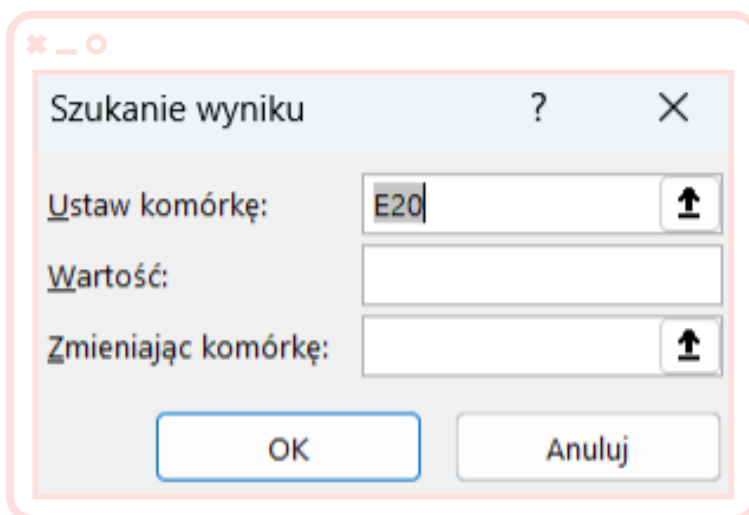 Szukanie wyniku ?
Ustaw komórkę: E20
Wartość:
Zmieniając komórkę:
OK Anuluj